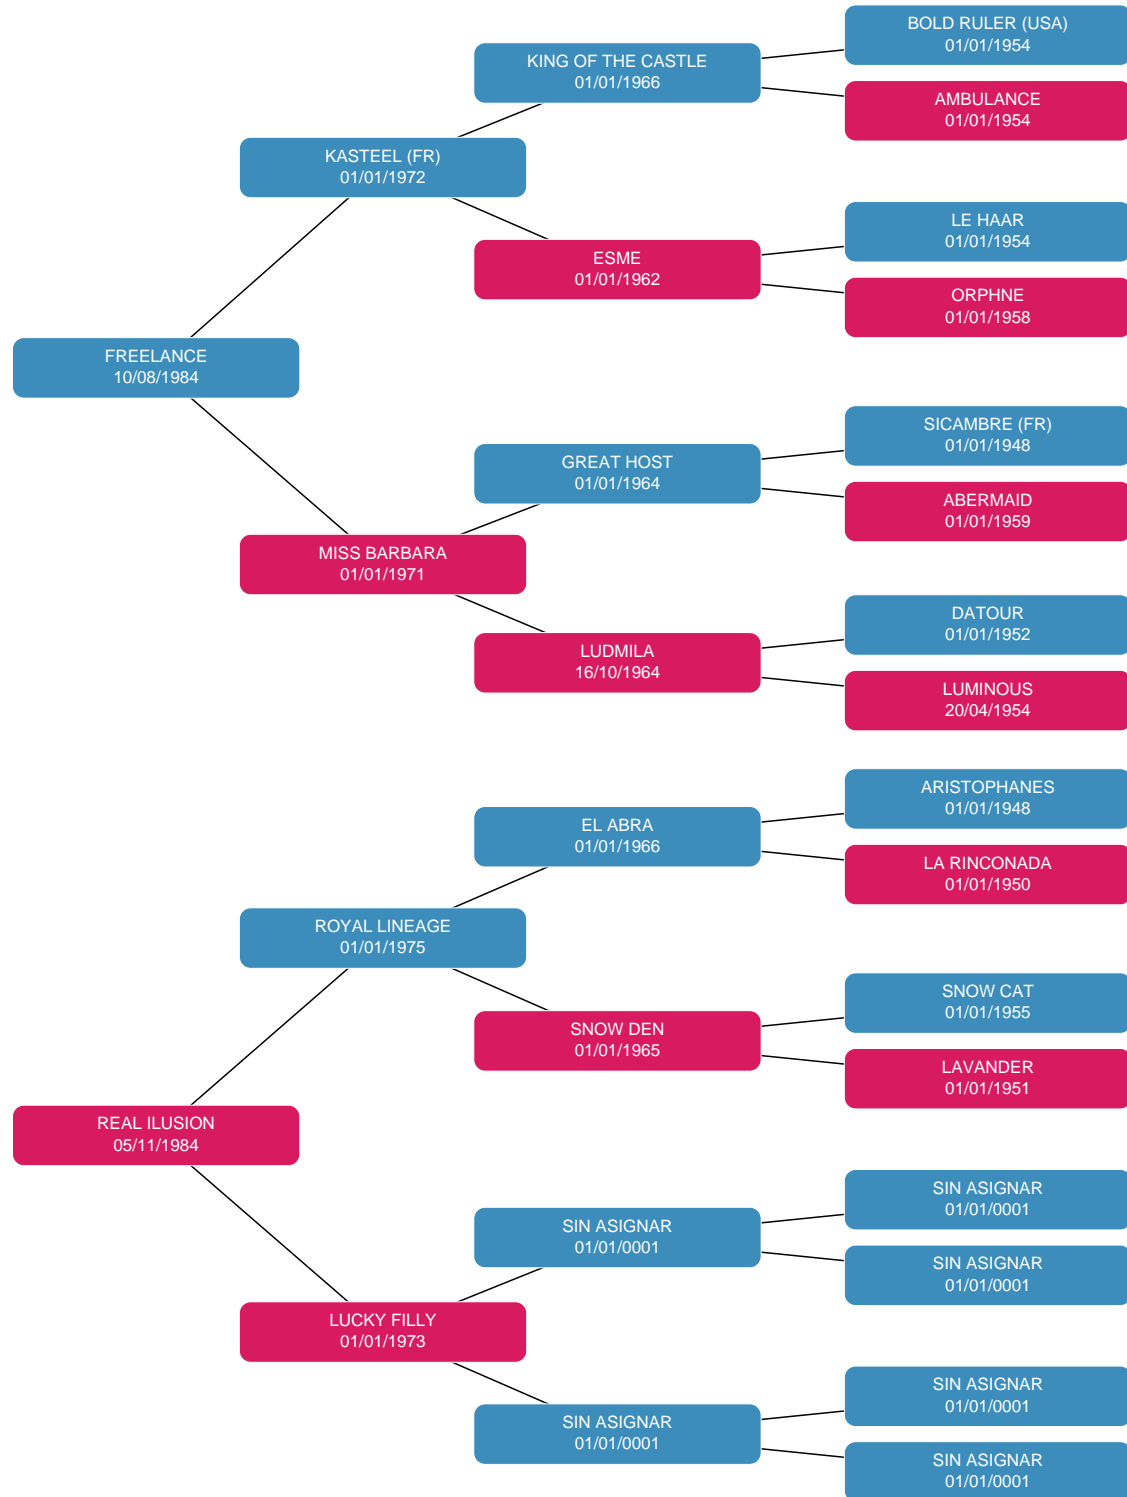 BOLD RULER (USA)
01/01/1954
KING OF THE CASTLE
01/01/1966
AMBULANCE
01/01/1954
KASTEEL (FR)
01/01/1972
LE HAAR
01/01/1954
ESME
01/01/1962
ORPHNE
01/01/1958
FREELANCE
10/08/1984
SICAMBRE (FR)
01/01/1948
GREAT HOST
01/01/1964
ABERMAID
01/01/1959
MISS BARBARA
01/01/1971
DATOUR
01/01/1952
LUDMILA
16/10/1964
LUMINOUS
20/04/1954
ARISTOPHANES
01/01/1948
EL ABRA
01/01/1966
LA RINCONADA
01/01/1950
ROYAL LINEAGE
01/01/1975
SNOW CAT
01/01/1955
SNOW DEN
01/01/1965
LAVANDER
01/01/1951
REAL ILUSION
05/11/1984
SIN ASIGNAR
01/01/0001
SIN ASIGNAR
01/01/0001
SIN ASIGNAR
01/01/0001
LUCKY FILLY
01/01/1973
SIN ASIGNAR
01/01/0001
SIN ASIGNAR
01/01/0001
SIN ASIGNAR
01/01/0001